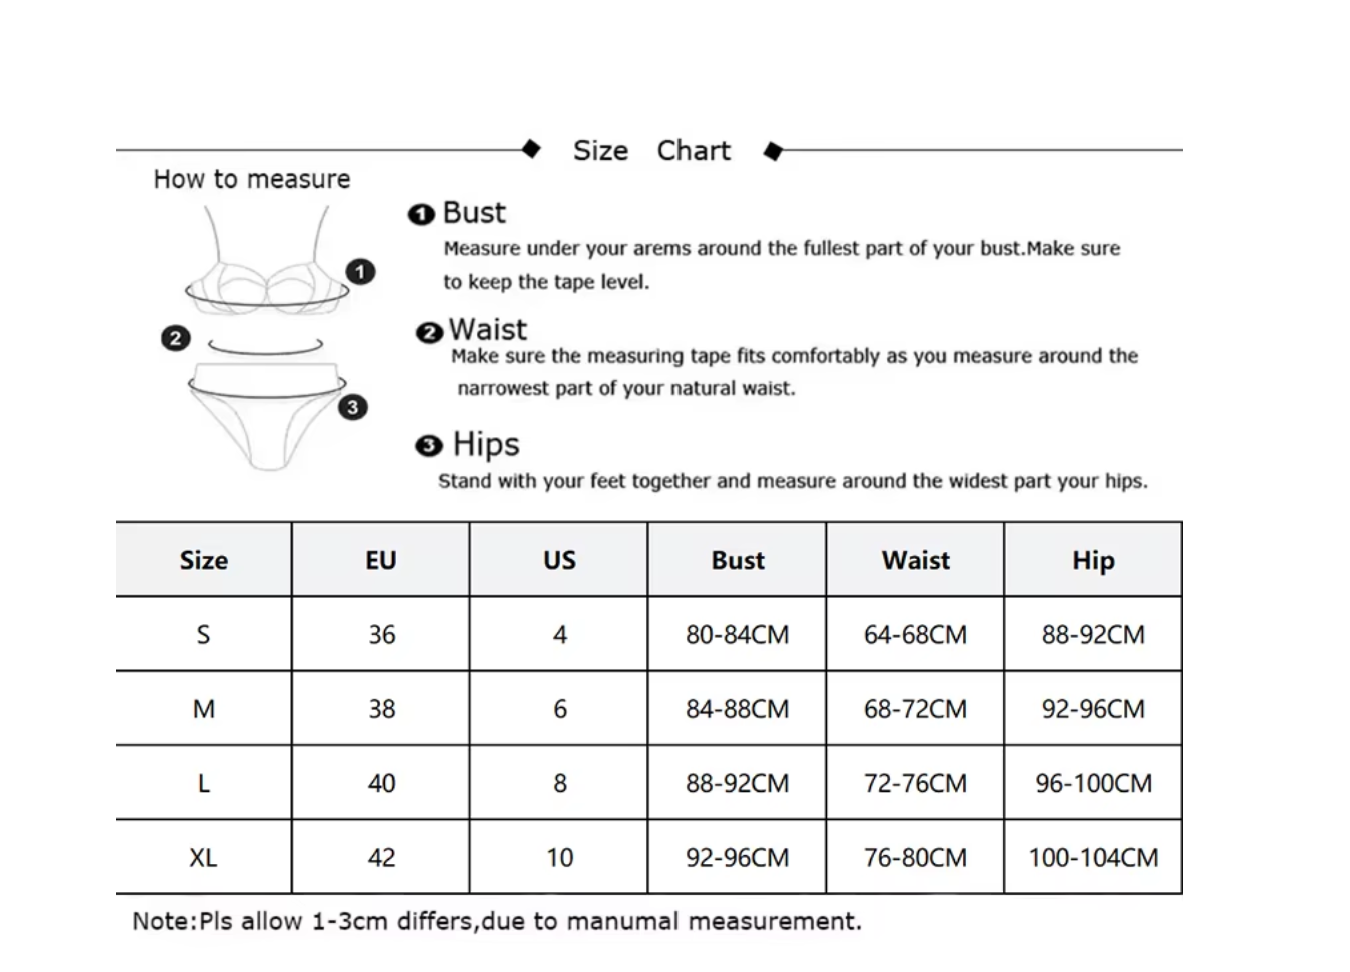 Size Chart
How to measure
1 Bust
Measure under your arems around the fullest part of your bust.Make sure
to keep the tape level.
1
2
3
2 Waist
Make sure the measuring tape fits comfortably as you measure around the
narrowest part of your natural waist.
3 Hips
Stand with your feet together and measure around the widest part your hips.
Size EU US Bust Waist Hip
S 36 4 80-84CM 64-68CM 88-92CM
M 38 6 84-88CM 68-72CM 92-96CM
L 40 8 88-92CM 72-76CM 96-100CM
XL 42 10 92-96CM 76-80CM 100-104CM
Note:Pls allow 1-3cm differs,due to manumal measurement.